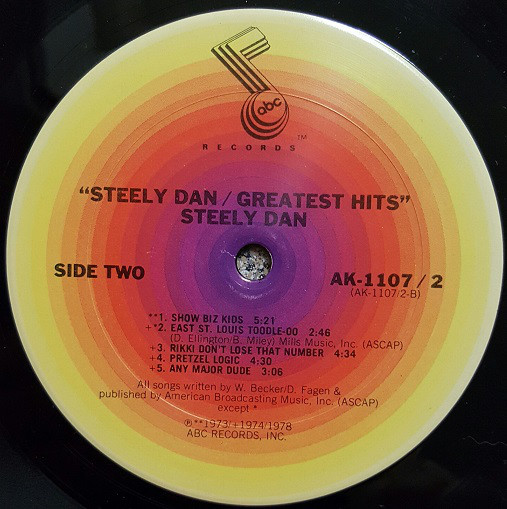 abc
TM
RECORDS
"STEELY DAN / GREATEST HITS"
STEELY DAN
SIDE TWO
AK-1107 / 2
(AK-1107/2-B)
**1. SHOW BIZ KIDS 5:21
+*2. EAST ST. LOUIS TOODLE-OO 2:46
(D. Ellington/B. Miley) Mills Music, Inc. (ASCAP)
+3. RIKKI DON'T LOSE THAT NUMBER 4:34
+4. PRETZEL LOGIC 4:30
+5. ANY MAJOR DUDE 3:06
All songs written by W. Becker/D. Fagen &
published by American Broadcasting Music, Inc. (ASCAP)
except *
℗**1973/+1974/1978
ABC RECORDS, INC.